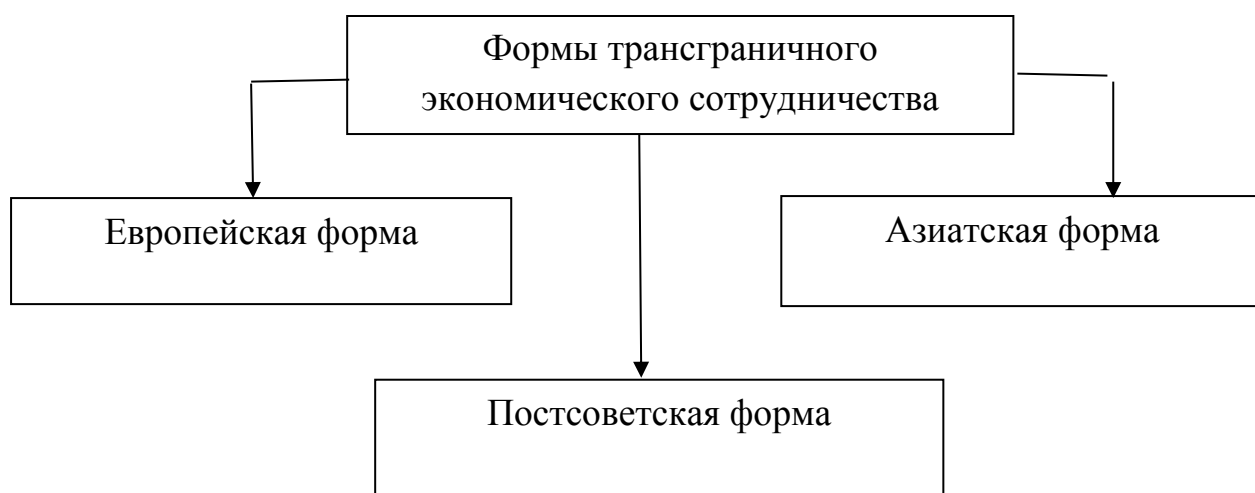 Формы трансграничного
экономического сотрудничества
Европейская форма
Азиатская форма
Постсоветская форма